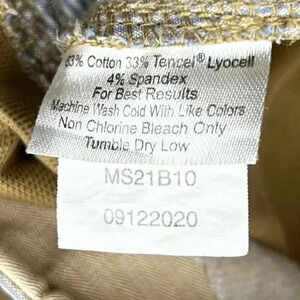 63% Cotton 33% Tencel® Lyocell
4% Spandex
For Best Results
Machine Wash Cold With Like Colors
Non Chlorine Bleach Only
Tumble Dry Low
MS21B10
09122020